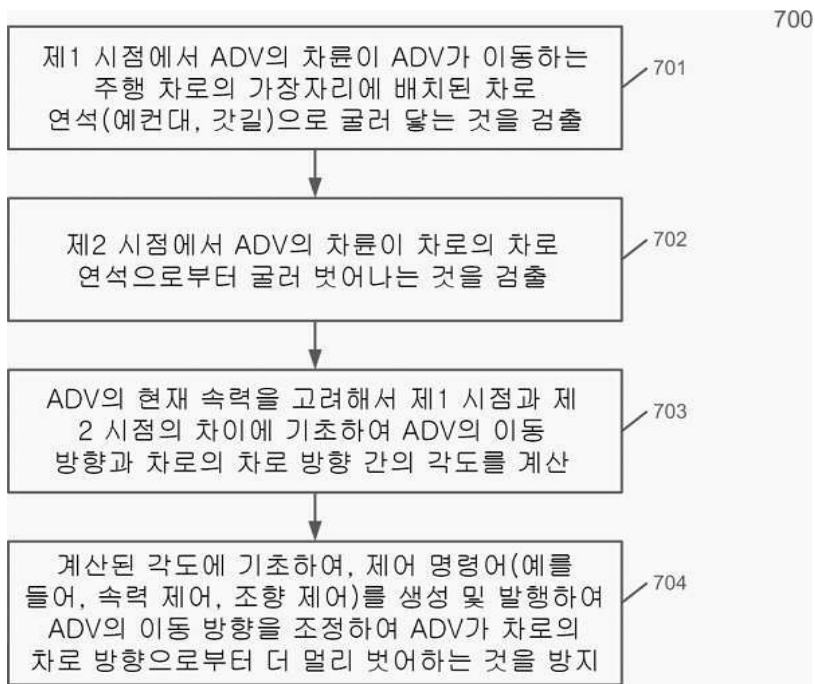 700
제1 시점에서 ADV의 차륜이 ADV가 이동하는
주행 차로의 가장자리에 배치된 차로
연석(예컨대, 갓길)으로 굴러 닿는 것을 검출
701
제2 시점에서 ADV의 차륜이 차로의 차로
연석으로부터 굴러 벗어나는 것을 검출
702
ADV의 현재 속력을 고려해서 제1 시점과 제
2 시점의 차이에 기초하여 ADV의 이동
방향과 차로의 차로 방향 간의 각도를 계산
703
계산된 각도에 기초하여, 제어 명령어(예를
들어, 속력 제어, 조향 제어)를 생성 및 발행하여
ADV의 이동 방향을 조정하여 ADV가 차로의
차로 방향으로부터 더 멀리 벗어하는 것을 방지
704